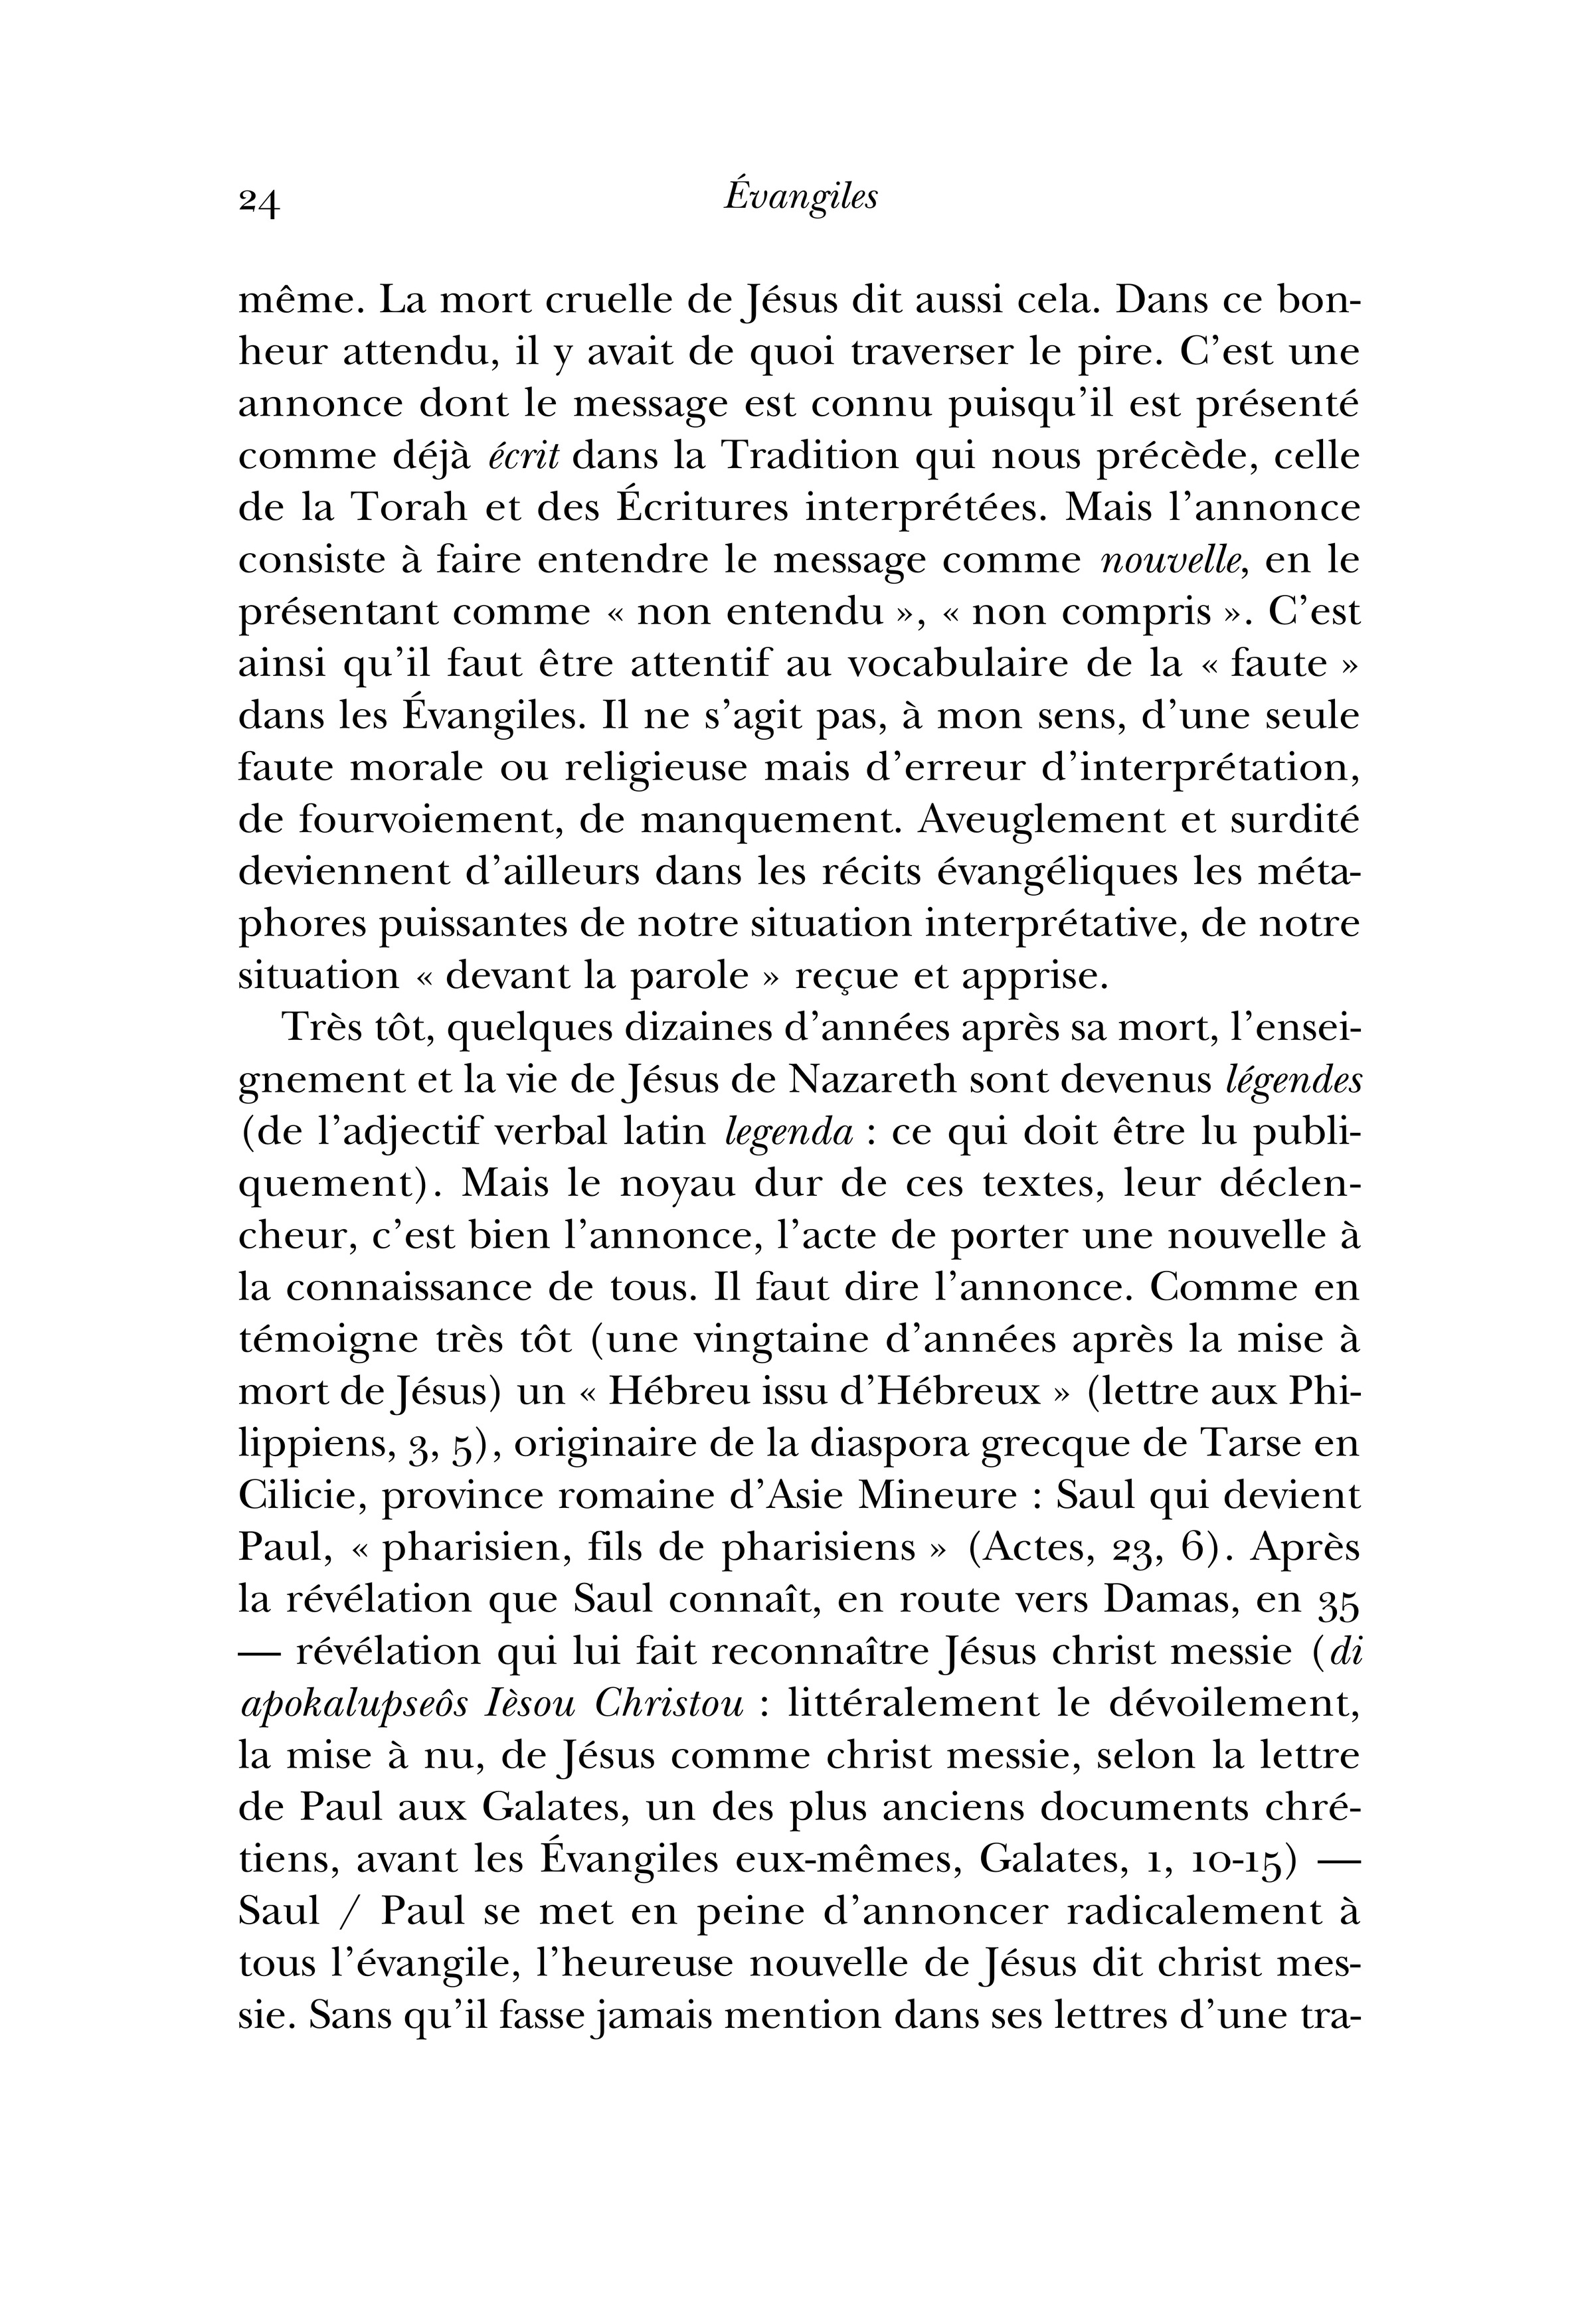 24
Évangiles
même. La mort cruelle de Jésus dit aussi cela. Dans ce bon-
heur attendu, il y avait de quoi traverser le pire. C’est une
annonce dont le message est connu puisqu’il est présenté
comme déjà écrit dans la Tradition qui nous précède, celle
de la Torah et des Écritures interprétées. Mais l’annonce
consiste à faire entendre le message comme nouvelle, en le
présentant comme « non entendu », « non compris ». C’est
ainsi qu’il faut être attentif au vocabulaire de la « faute »
dans les Évangiles. Il ne s’agit pas, à mon sens, d’une seule
faute morale ou religieuse mais d’erreur d’interprétation,
de fourvoiement, de manquement. Aveuglement et surdité
deviennent d’ailleurs dans les récits évangéliques les méta-
phores puissantes de notre situation interprétative, de notre
situation « devant la parole » reçue et apprise.
Très tôt, quelques dizaines d’années après sa mort, l’ensei-
gnement et la vie de Jésus de Nazareth sont devenus légendes
(de l’adjectif verbal latin legenda : ce qui doit être lu publi-
quement). Mais le noyau dur de ces textes, leur déclen-
cheur, c’est bien l’annonce, l’acte de porter une nouvelle à
la connaissance de tous. Il faut dire l’annonce. Comme en
témoigne très tôt (une vingtaine d’années après la mise à
mort de Jésus) un « Hébreu issu d’Hébreux » (lettre aux Phi-
lippiens, 3, 5), originaire de la diaspora grecque de Tarse en
Cilicie, province romaine d’Asie Mineure : Saul qui devient
Paul, « pharisien, fils de pharisiens » (Actes, 23, 6). Après
la révélation que Saul connaît, en route vers Damas, en 35
— révélation qui lui fait reconnaître Jésus christ messie (di
apokalupseôs Ièsou Christou : littéralement le dévoilement,
la mise à nu, de Jésus comme christ messie, selon la lettre
de Paul aux Galates, un des plus anciens documents chré-
tiens, avant les Évangiles eux-mêmes, Galates, 1, 10-15) —
Saul / Paul se met en peine d’annoncer radicalement à
tous l’évangile, l’heureuse nouvelle de Jésus dit christ mes-
sie. Sans qu’il fasse jamais mention dans ses lettres d’une tra-